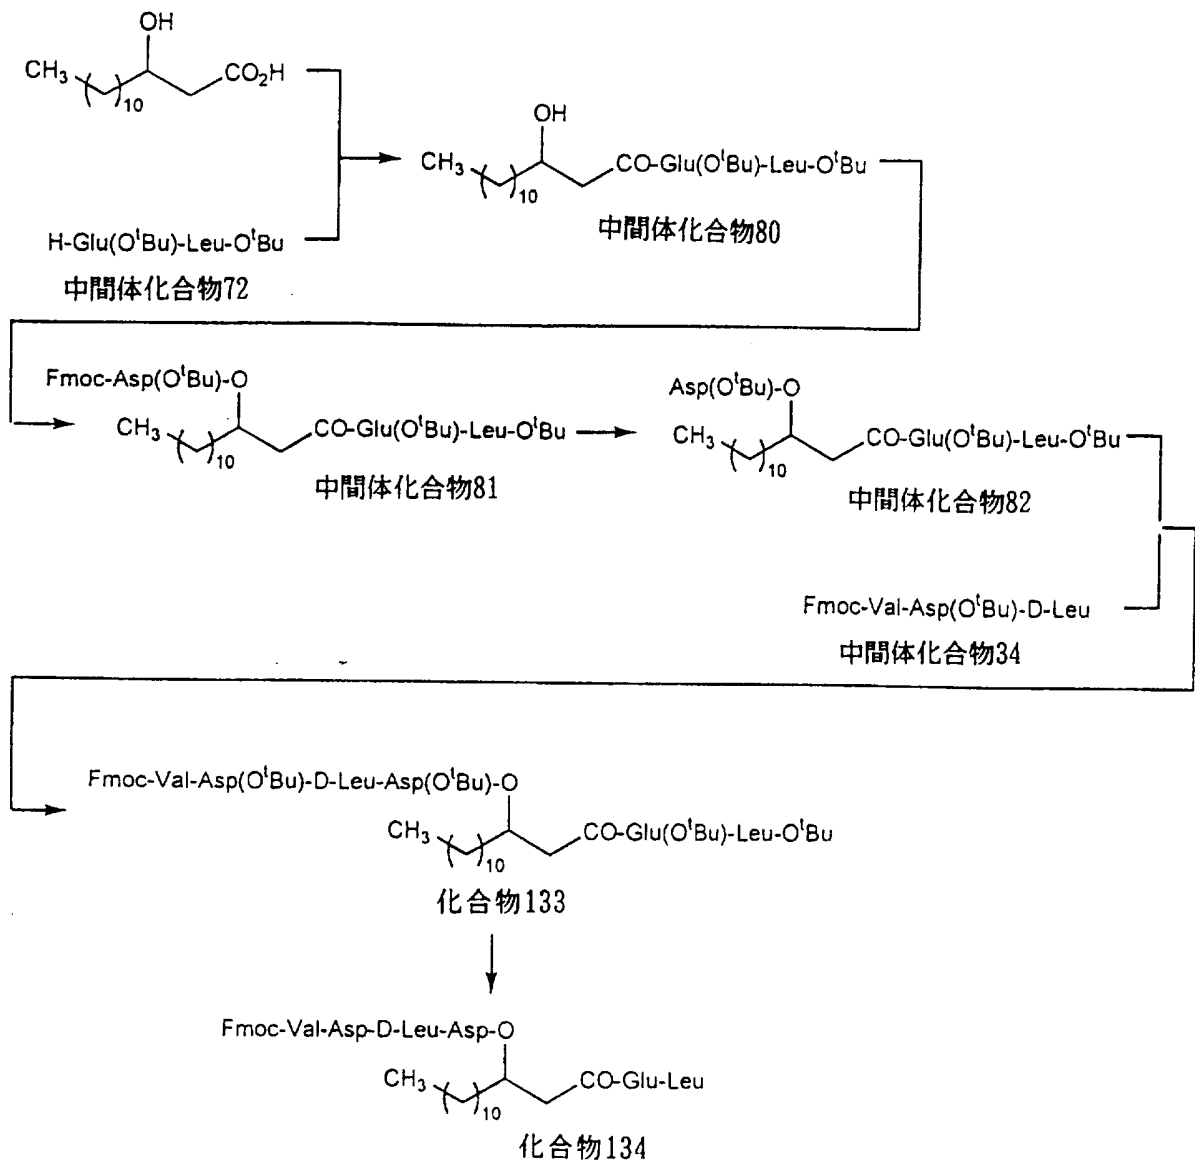 OH
CH₃ ( )₁₀ CO₂H
H-Glu(OᵗBu)-Leu-OᵗBu
中間体化合物72
OH
CH₃ ( )₁₀ CO-Glu(OᵗBu)-Leu-OᵗBu
中間体化合物80
Fmoc-Asp(OᵗBu)-O
CH₃ ( )₁₀ CO-Glu(OᵗBu)-Leu-OᵗBu
中間体化合物81
Asp(OᵗBu)-O
CH₃ ( )₁₀ CO-Glu(OᵗBu)-Leu-OᵗBu
中間体化合物82
Fmoc-Val-Asp(OᵗBu)-D-Leu
中間体化合物34
Fmoc-Val-Asp(OᵗBu)-D-Leu-Asp(OᵗBu)-O
CH₃ ( )₁₀ CO-Glu(OᵗBu)-Leu-OᵗBu
化合物133
Fmoc-Val-Asp-D-Leu-Asp-O
CH₃ ( )₁₀ CO-Glu-Leu
化合物134